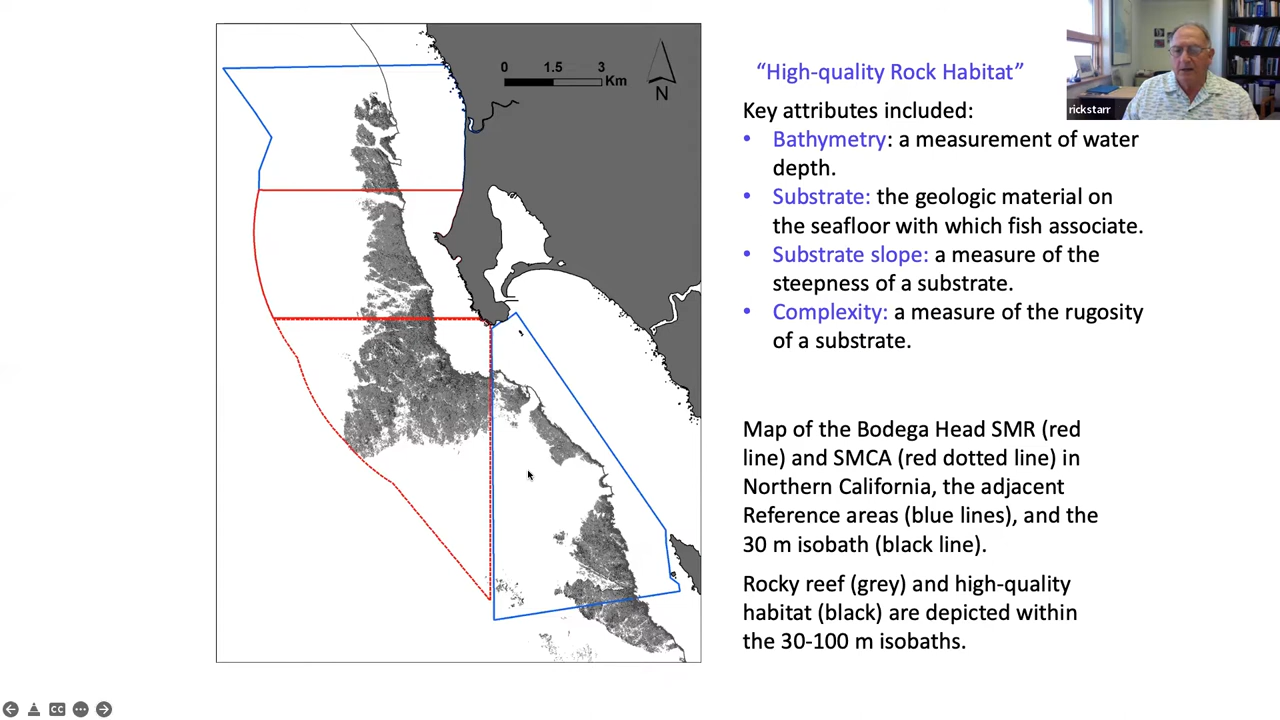 0 1.5 3
Km
N
“High-quality Rock Habitat”
Key attributes included:
• Bathymetry: a measurement of water
depth.
• Substrate: the geologic material on
the seafloor with which fish associate.
• Substrate slope: a measure of the
steepness of a substrate.
• Complexity: a measure of the rugosity
of a substrate.
Map of the Bodega Head SMR (red
line) and SMCA (red dotted line) in
Northern California, the adjacent
Reference areas (blue lines), and the
30 m isobath (black line).
Rocky reef (grey) and high-quality
habitat (black) are depicted within
the 30-100 m isobaths.
rickstarr
CC